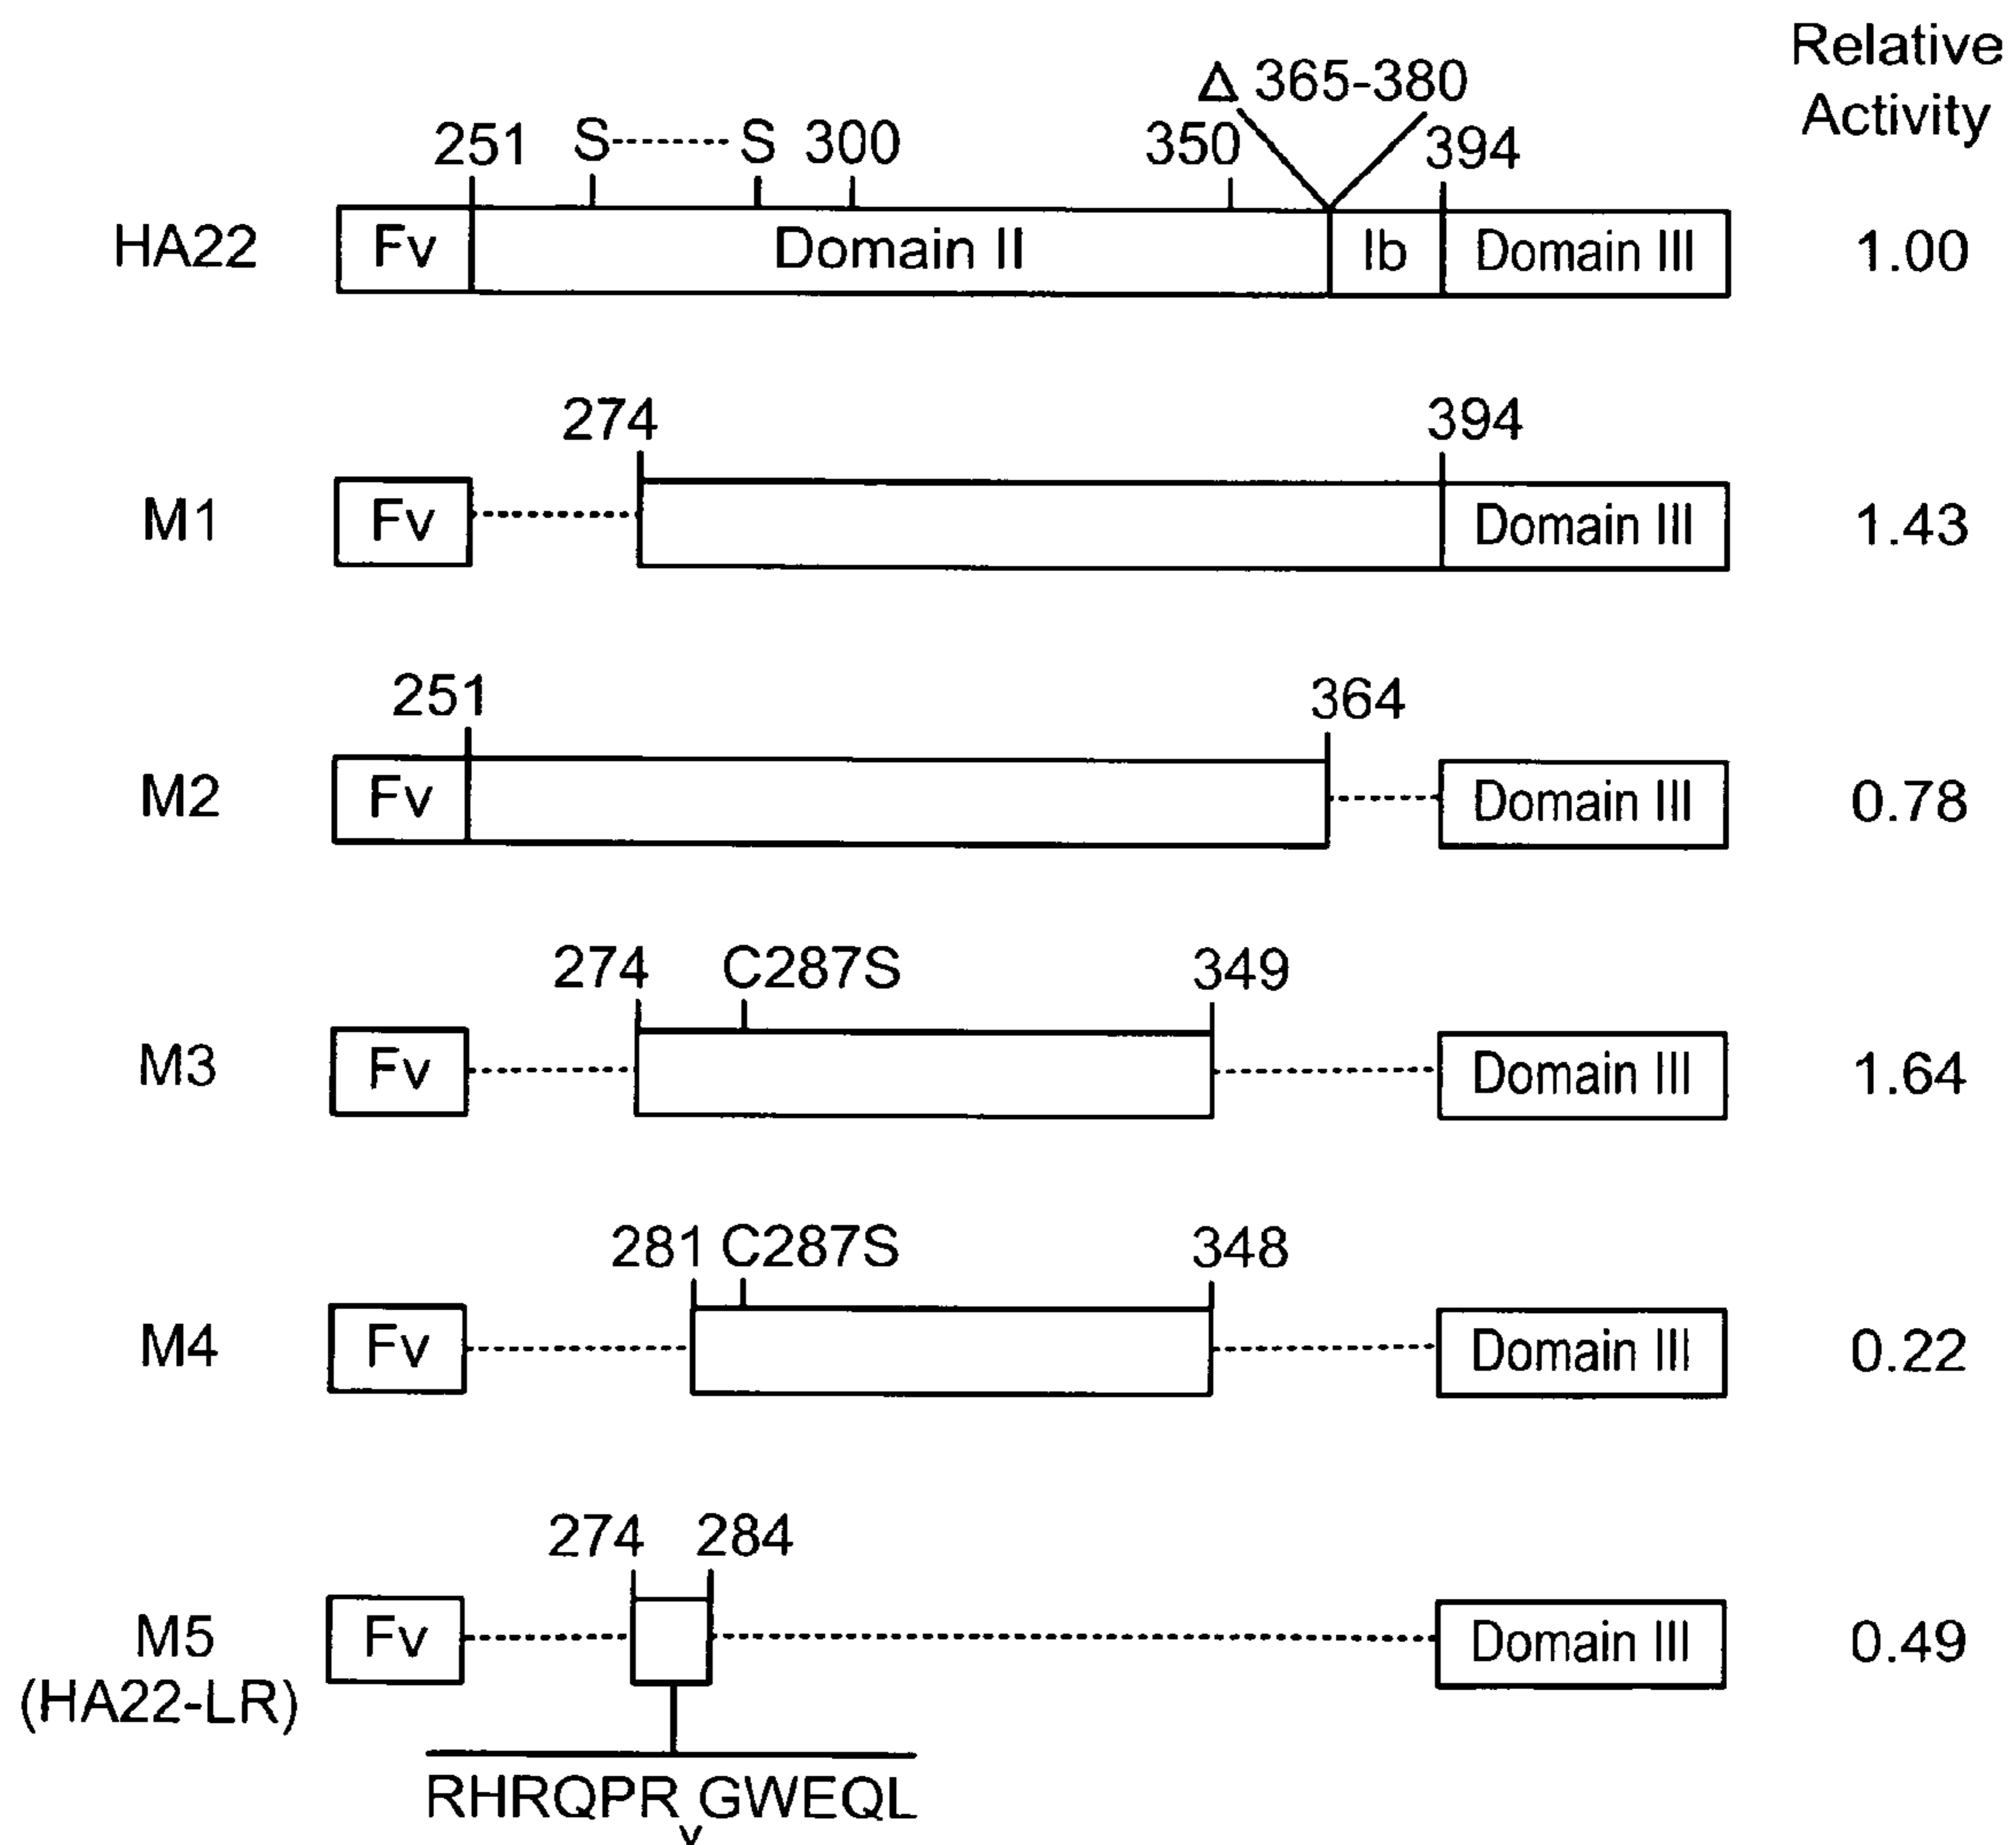 Relative
Activity
Δ 365-380
251 S S 300 350 394
HA22 Fv Domain II Ib Domain III 1.00
274 394
M1 Fv Domain III 1.43
251 364
M2 Fv Domain III 0.78
274 C287S 349
M3 Fv Domain III 1.64
281 C287S 348
M4 Fv Domain III 0.22
274 284
M5 Fv Domain III 0.49
(HA22-LR)
RHRQPRvGWEQL